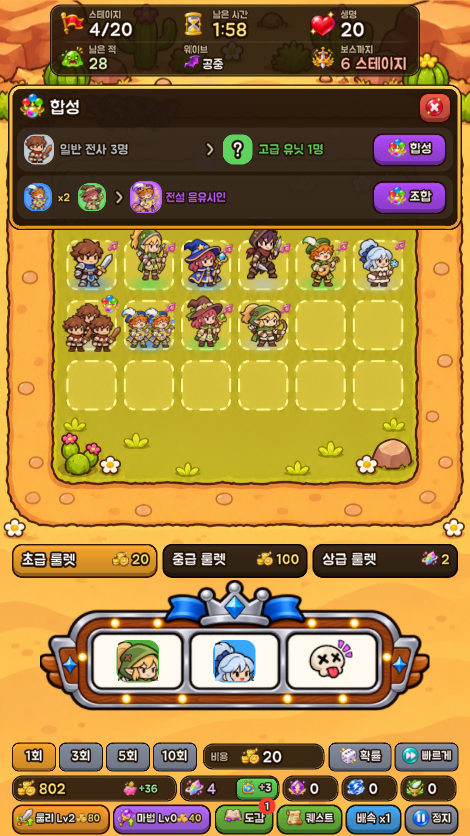 스테이지 남은 시간 생명
4/20 1:58 20
남은 적 웨이브 보스까지
28 공중 6 스테이지
합성
일반 전사 3명 > ? 고급 유닛 1명 합성
x2 > 전설 음유시인 조합
초급 룰렛 20 중급 룰렛 100 상급 룰렛 2
1회 3회 5회 10회 비용 20 확률 빠르게
802 +36 4 +3 0 0 0
물리 Lv2 80 마법 Lv0 40 도감 1 퀘스트 배속 x1 정지